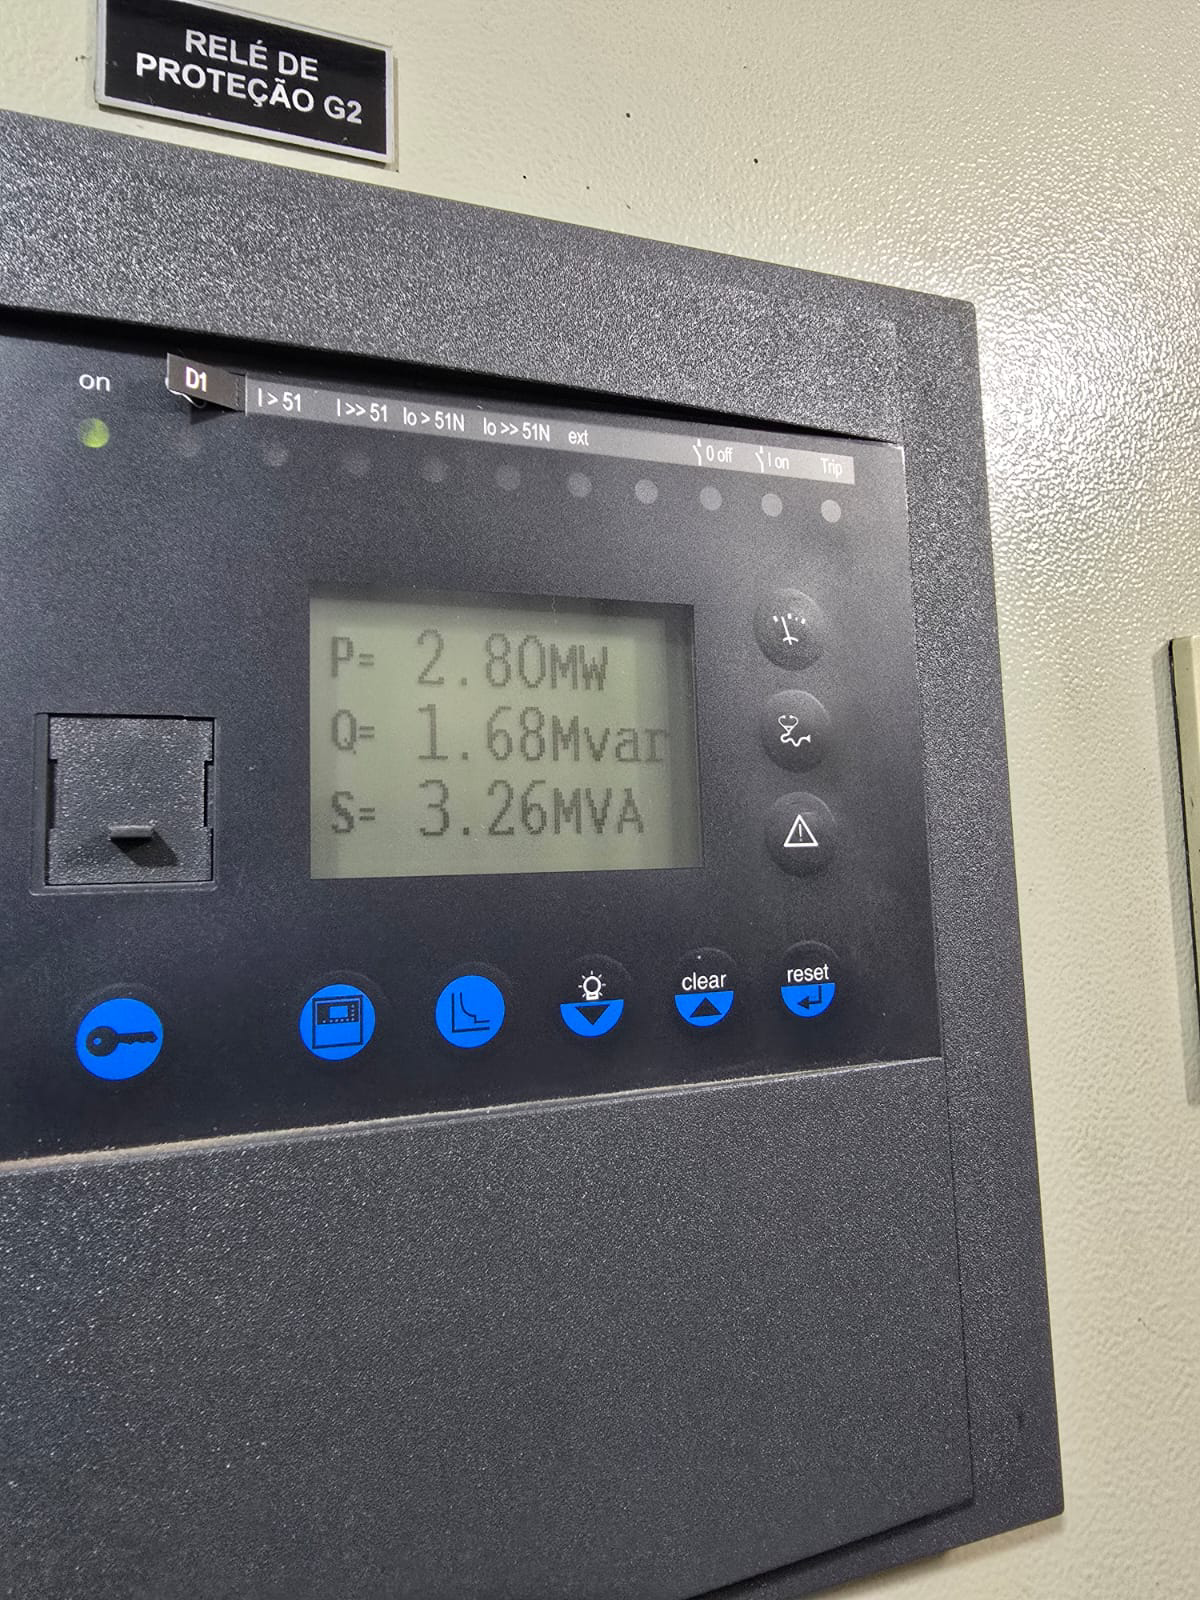 RELÉ DE
PROTEÇÃO G2
on
D1
I > 51
I >> 51
Io > 51N
Io >> 51N
ext
0 off
I on
Trip
P= 2.80MW
Q= 1.68Mvar
S= 3.26MVA
clear
reset